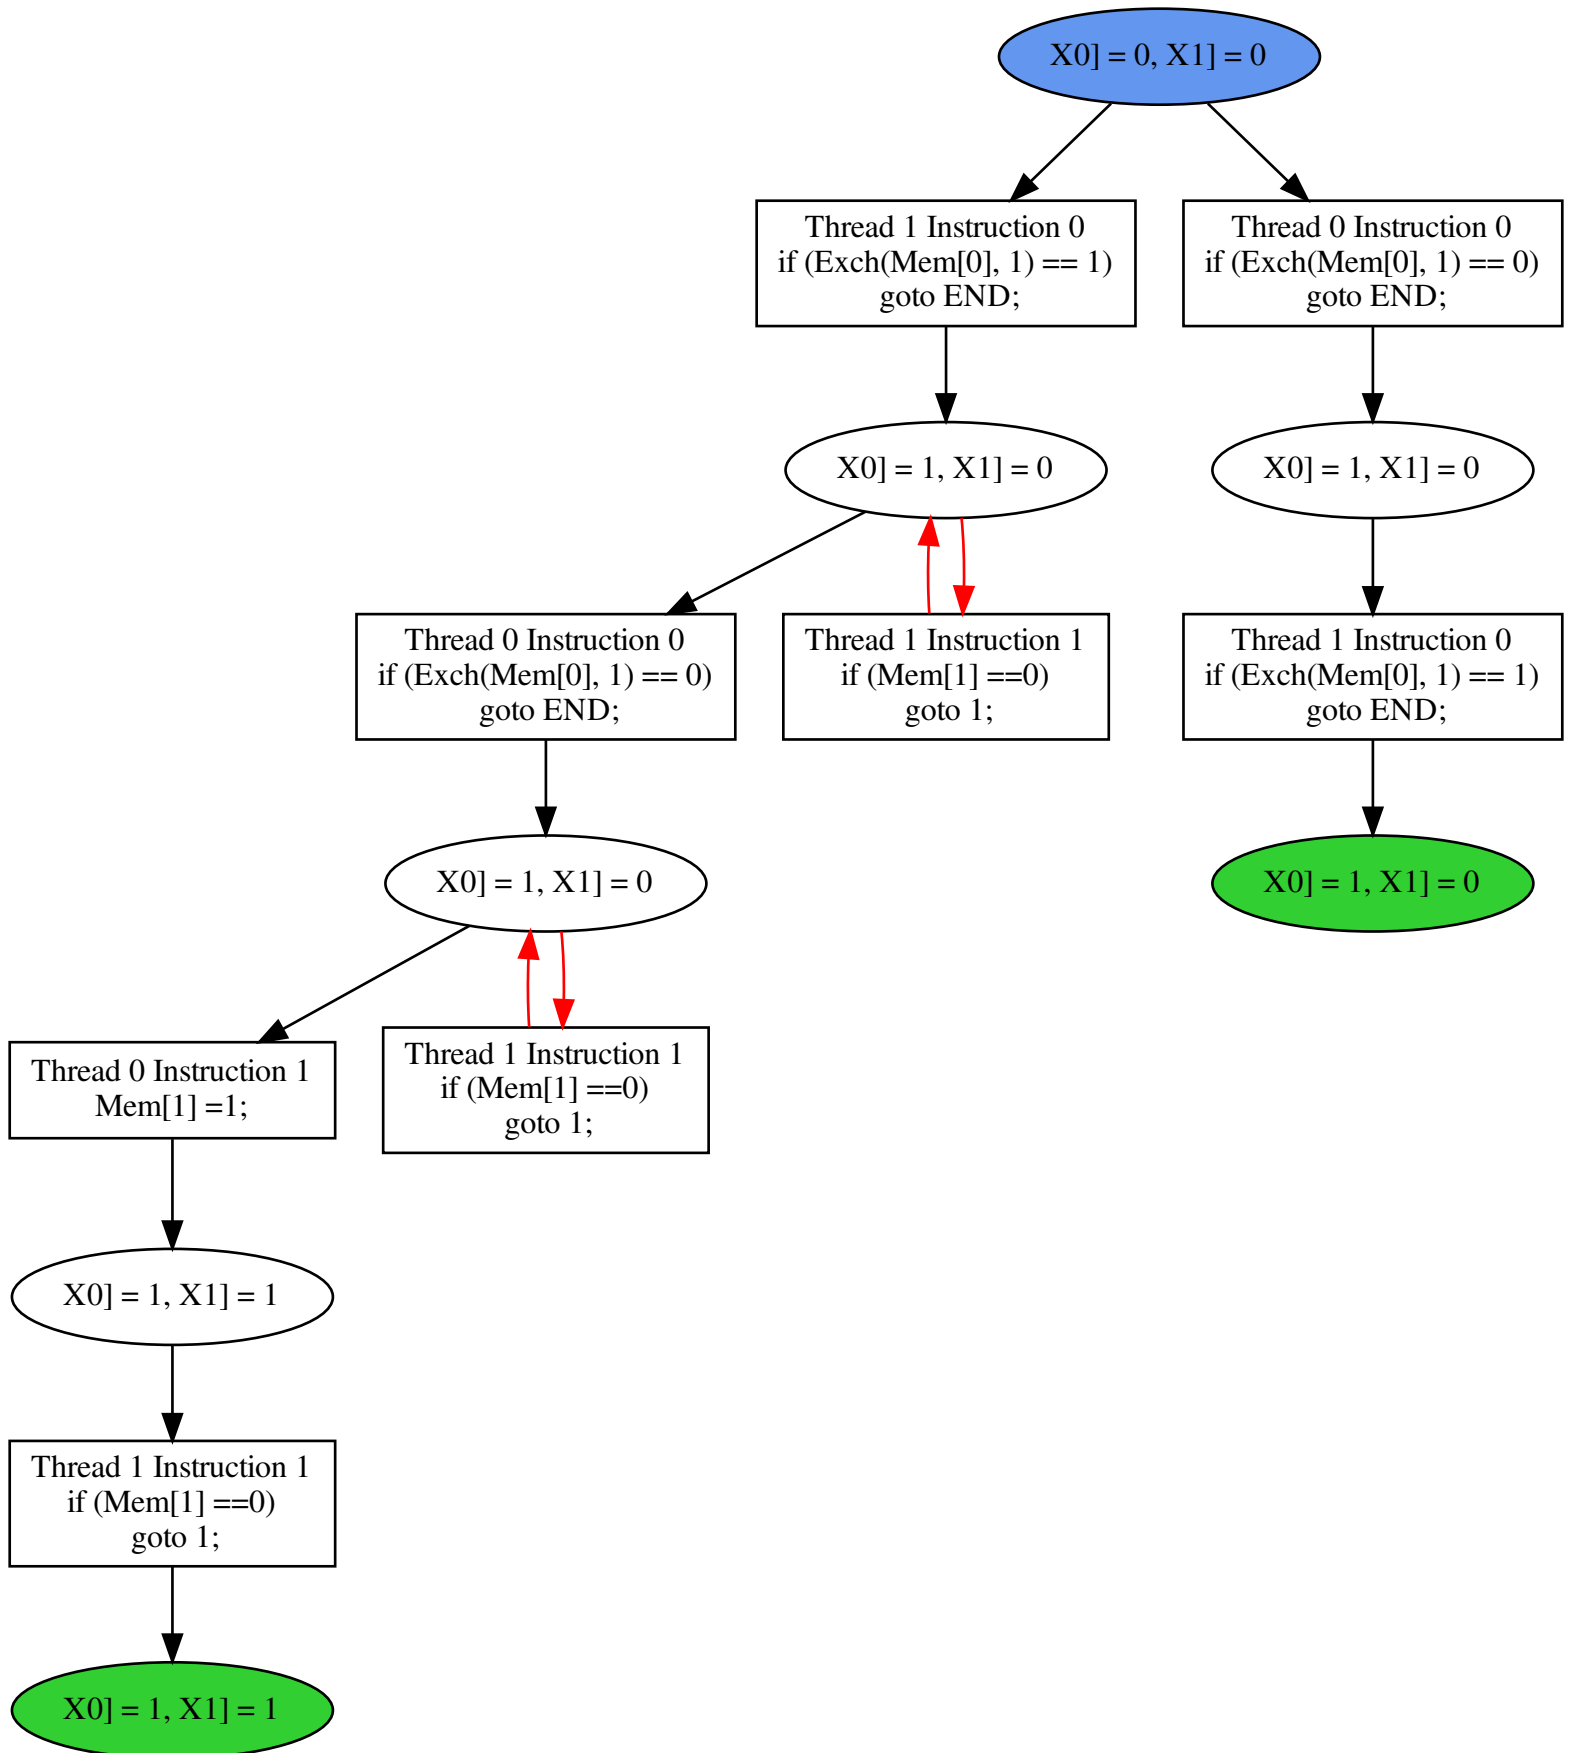 X0] = 0, X1] = 0
Thread 1 Instruction 0
if (Exch(Mem[0], 1) == 1)
goto END;
Thread 0 Instruction 0
if (Exch(Mem[0], 1) == 0)
goto END;
X0] = 1, X1] = 0
X0] = 1, X1] = 0
Thread 0 Instruction 0
if (Exch(Mem[0], 1) == 0)
goto END;
Thread 1 Instruction 1
if (Mem[1] ==0)
goto 1;
Thread 1 Instruction 0
if (Exch(Mem[0], 1) == 1)
goto END;
X0] = 1, X1] = 0
X0] = 1, X1] = 0
Thread 0 Instruction 1
Mem[1] =1;
Thread 1 Instruction 1
if (Mem[1] ==0)
goto 1;
X0] = 1, X1] = 1
Thread 1 Instruction 1
if (Mem[1] ==0)
goto 1;
X0] = 1, X1] = 1